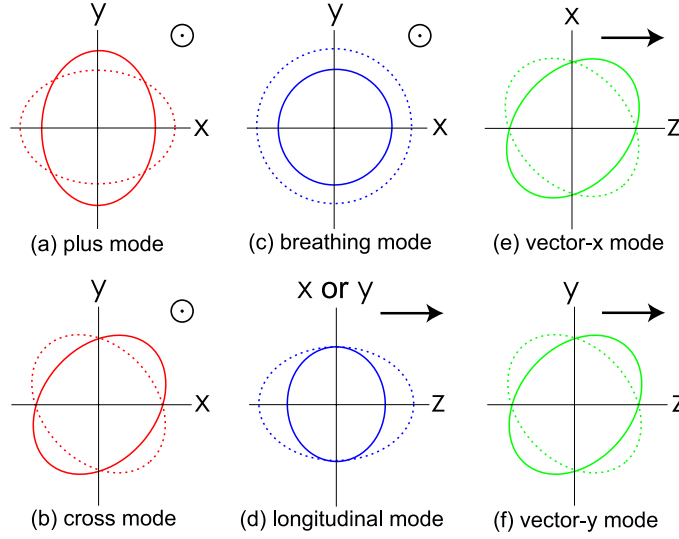 y
x
(a) plus mode
y
x
(c) breathing mode
x
z
(e) vector-x mode
y
x
(b) cross mode
x or y
z
(d) longitudinal mode
y
z
(f) vector-y mode